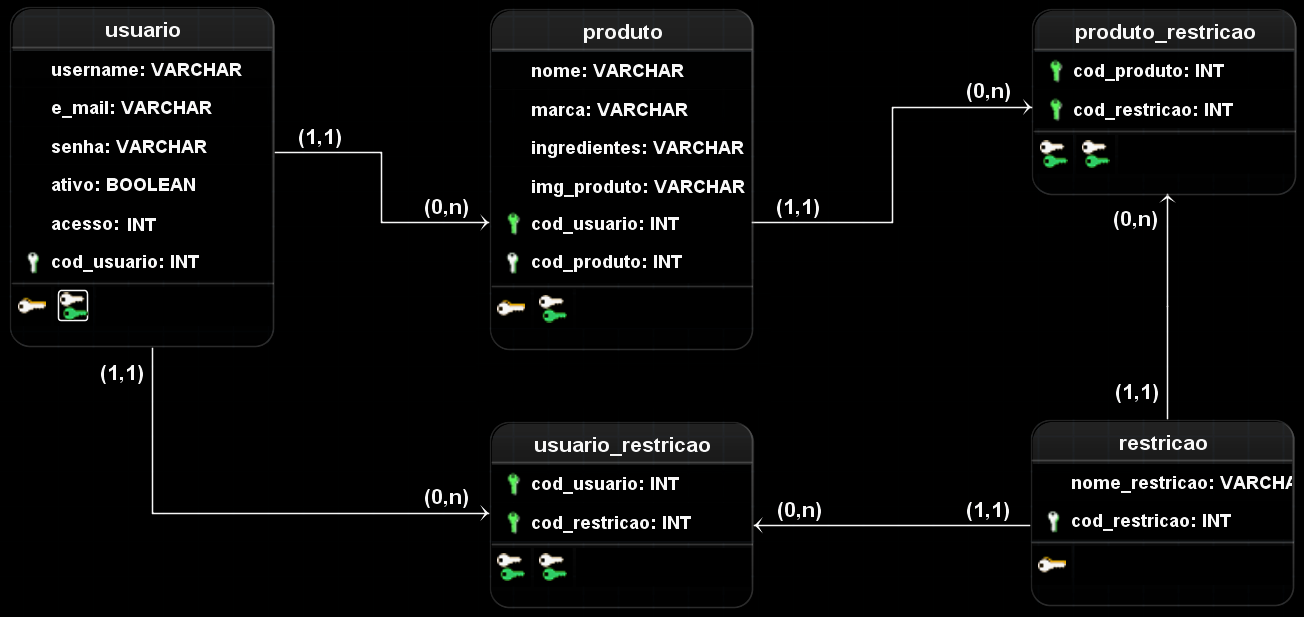 usuario
username: VARCHAR
e_mail: VARCHAR
senha: VARCHAR
ativo: BOOLEAN
acesso: INT
cod_usuario: INT
(1,1)
(0,n)
(1,1)
(0,n)
produto
nome: VARCHAR
marca: VARCHAR
ingredientes: VARCHAR
img_produto: VARCHAR
cod_usuario: INT
cod_produto: INT
(1,1)
(0,n)
produto_restricao
cod_produto: INT
cod_restricao: INT
(0,n)
(1,1)
usuario_restricao
cod_usuario: INT
cod_restricao: INT
(0,n)
(1,1)
restricao
nome_restricao: VARCHA
cod_restricao: INT